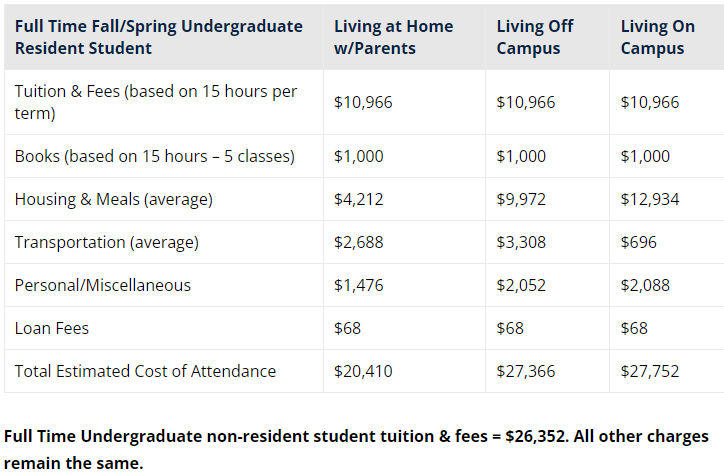 Full Time Fall/Spring Undergraduate Living at Home Living Off Living On
Resident Student w/Parents Campus Campus
Tuition & Fees (based on 15 hours per
term) $10,966 $10,966 $10,966
Books (based on 15 hours – 5 classes) $1,000 $1,000 $1,000
Housing & Meals (average) $4,212 $9,972 $12,934
Transportation (average) $2,688 $3,308 $696
Personal/Miscellaneous $1,476 $2,052 $2,088
Loan Fees $68 $68 $68
Total Estimated Cost of Attendance $20,410 $27,366 $27,752
Full Time Undergraduate non-resident student tuition & fees = $26,352. All other charges
remain the same.